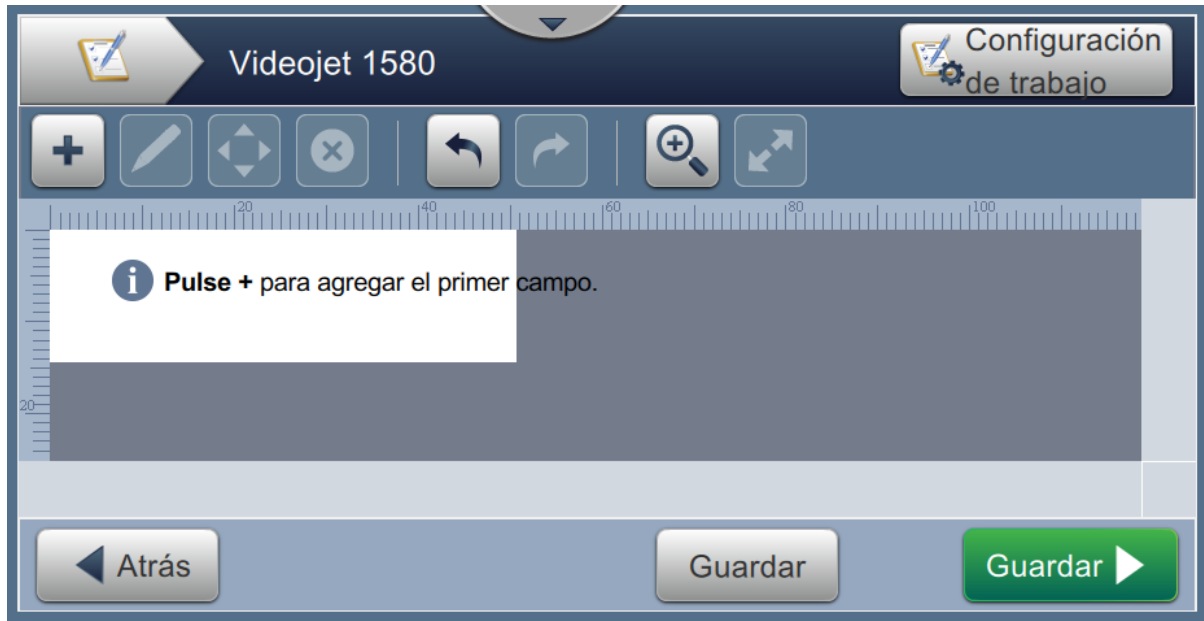 Videojet 1580
Configuración
de trabajo
20 40 60 80 100
Pulse + para agregar el primer campo.
20
Atrás
Guardar
Guardar